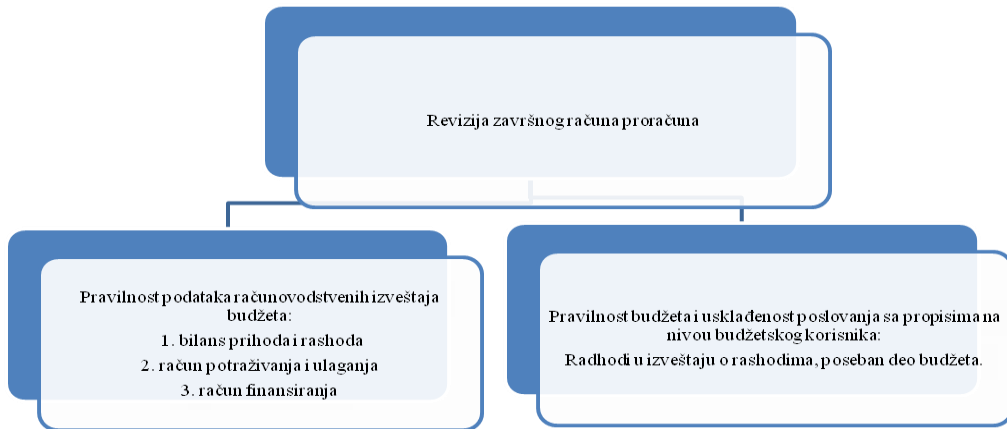 Revizija završnog računa proračuna
Pravilnost podataka računovodstvenih izveštaja
budžeta:
1. bilans prihoda i rashoda
2. račun potraživanja i ulaganja
3. račun finansiranja
Pravilnost budžeta i usklađenost poslovanja sa propisima na
nivou budžetskog korisnika:
Radhodi u izveštaju o rashodima, poseban deo budžeta.